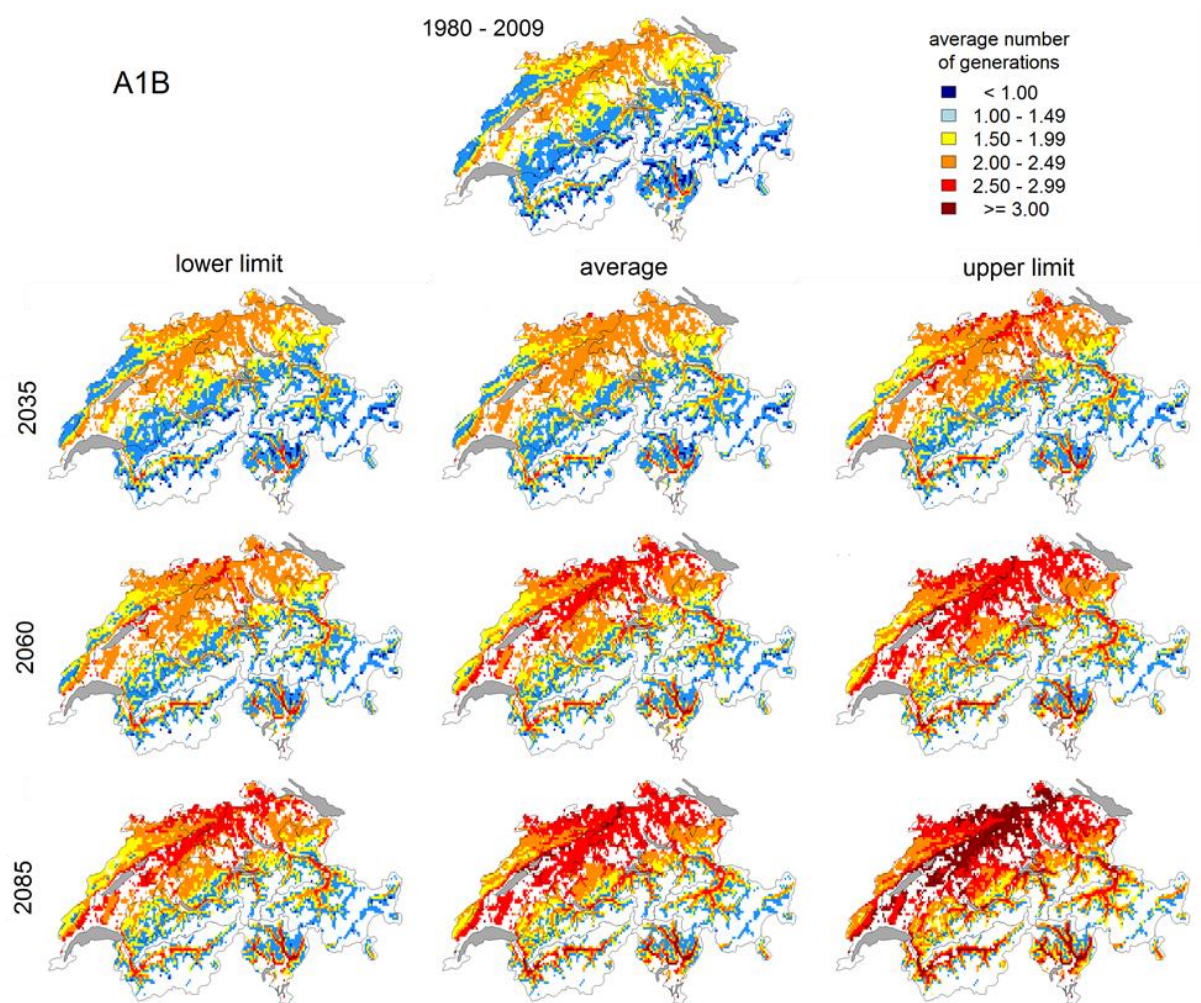 1980 - 2009
A1B
average number
of generations
< 1.00
1.00 - 1.49
1.50 - 1.99
2.00 - 2.49
2.50 - 2.99
>= 3.00
lower limit
average
upper limit
2035
2060
2085